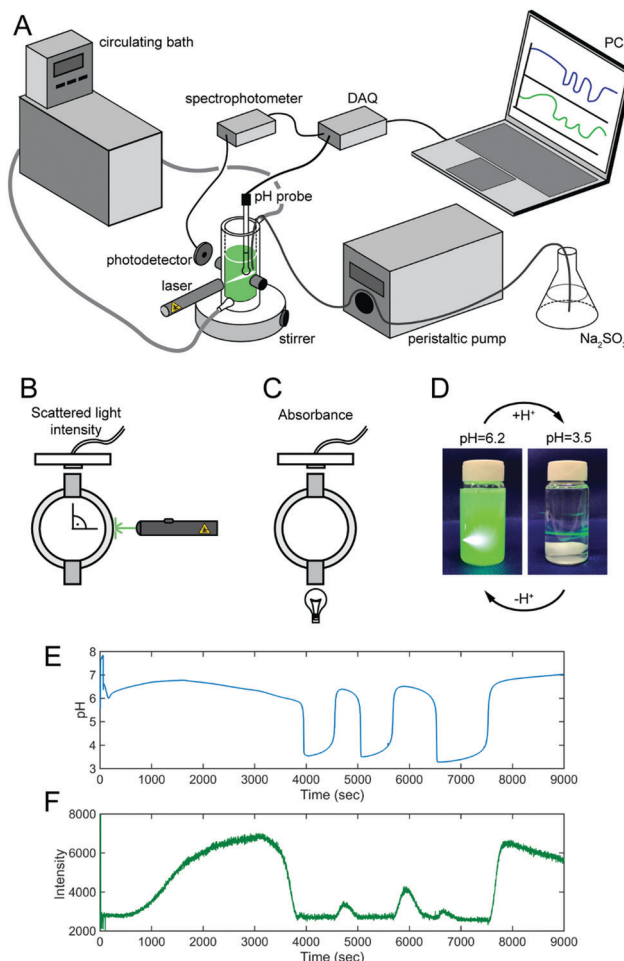 A
circulating bath
spectrophotometer
DAQ
PC
pH probe
photodetector
laser
stirrer
peristaltic pump
Na₂SO₃
B
Scattered light
intensity
C
Absorbance
D
+H⁺
pH=6.2
pH=3.5
-H⁺
E
8
7
6
5
4
3
pH
0
1000
2000
3000
4000
5000
6000
7000
8000
9000
Time (sec)
F
8000
6000
4000
2000
Intensity
0
1000
2000
3000
4000
5000
6000
7000
8000
9000
Time (sec)